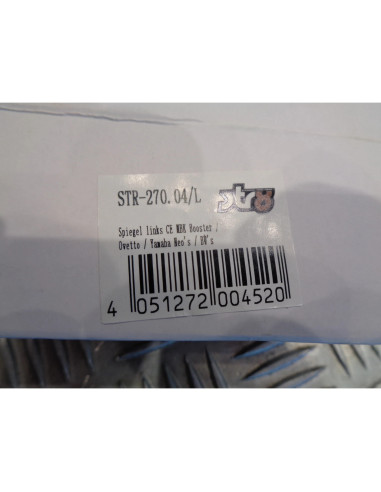 STR-270.04/L
str8
Spiegel links CE MBK Booster /
Ovetto / Yamaha Neo's / BW's
4 051272 004520